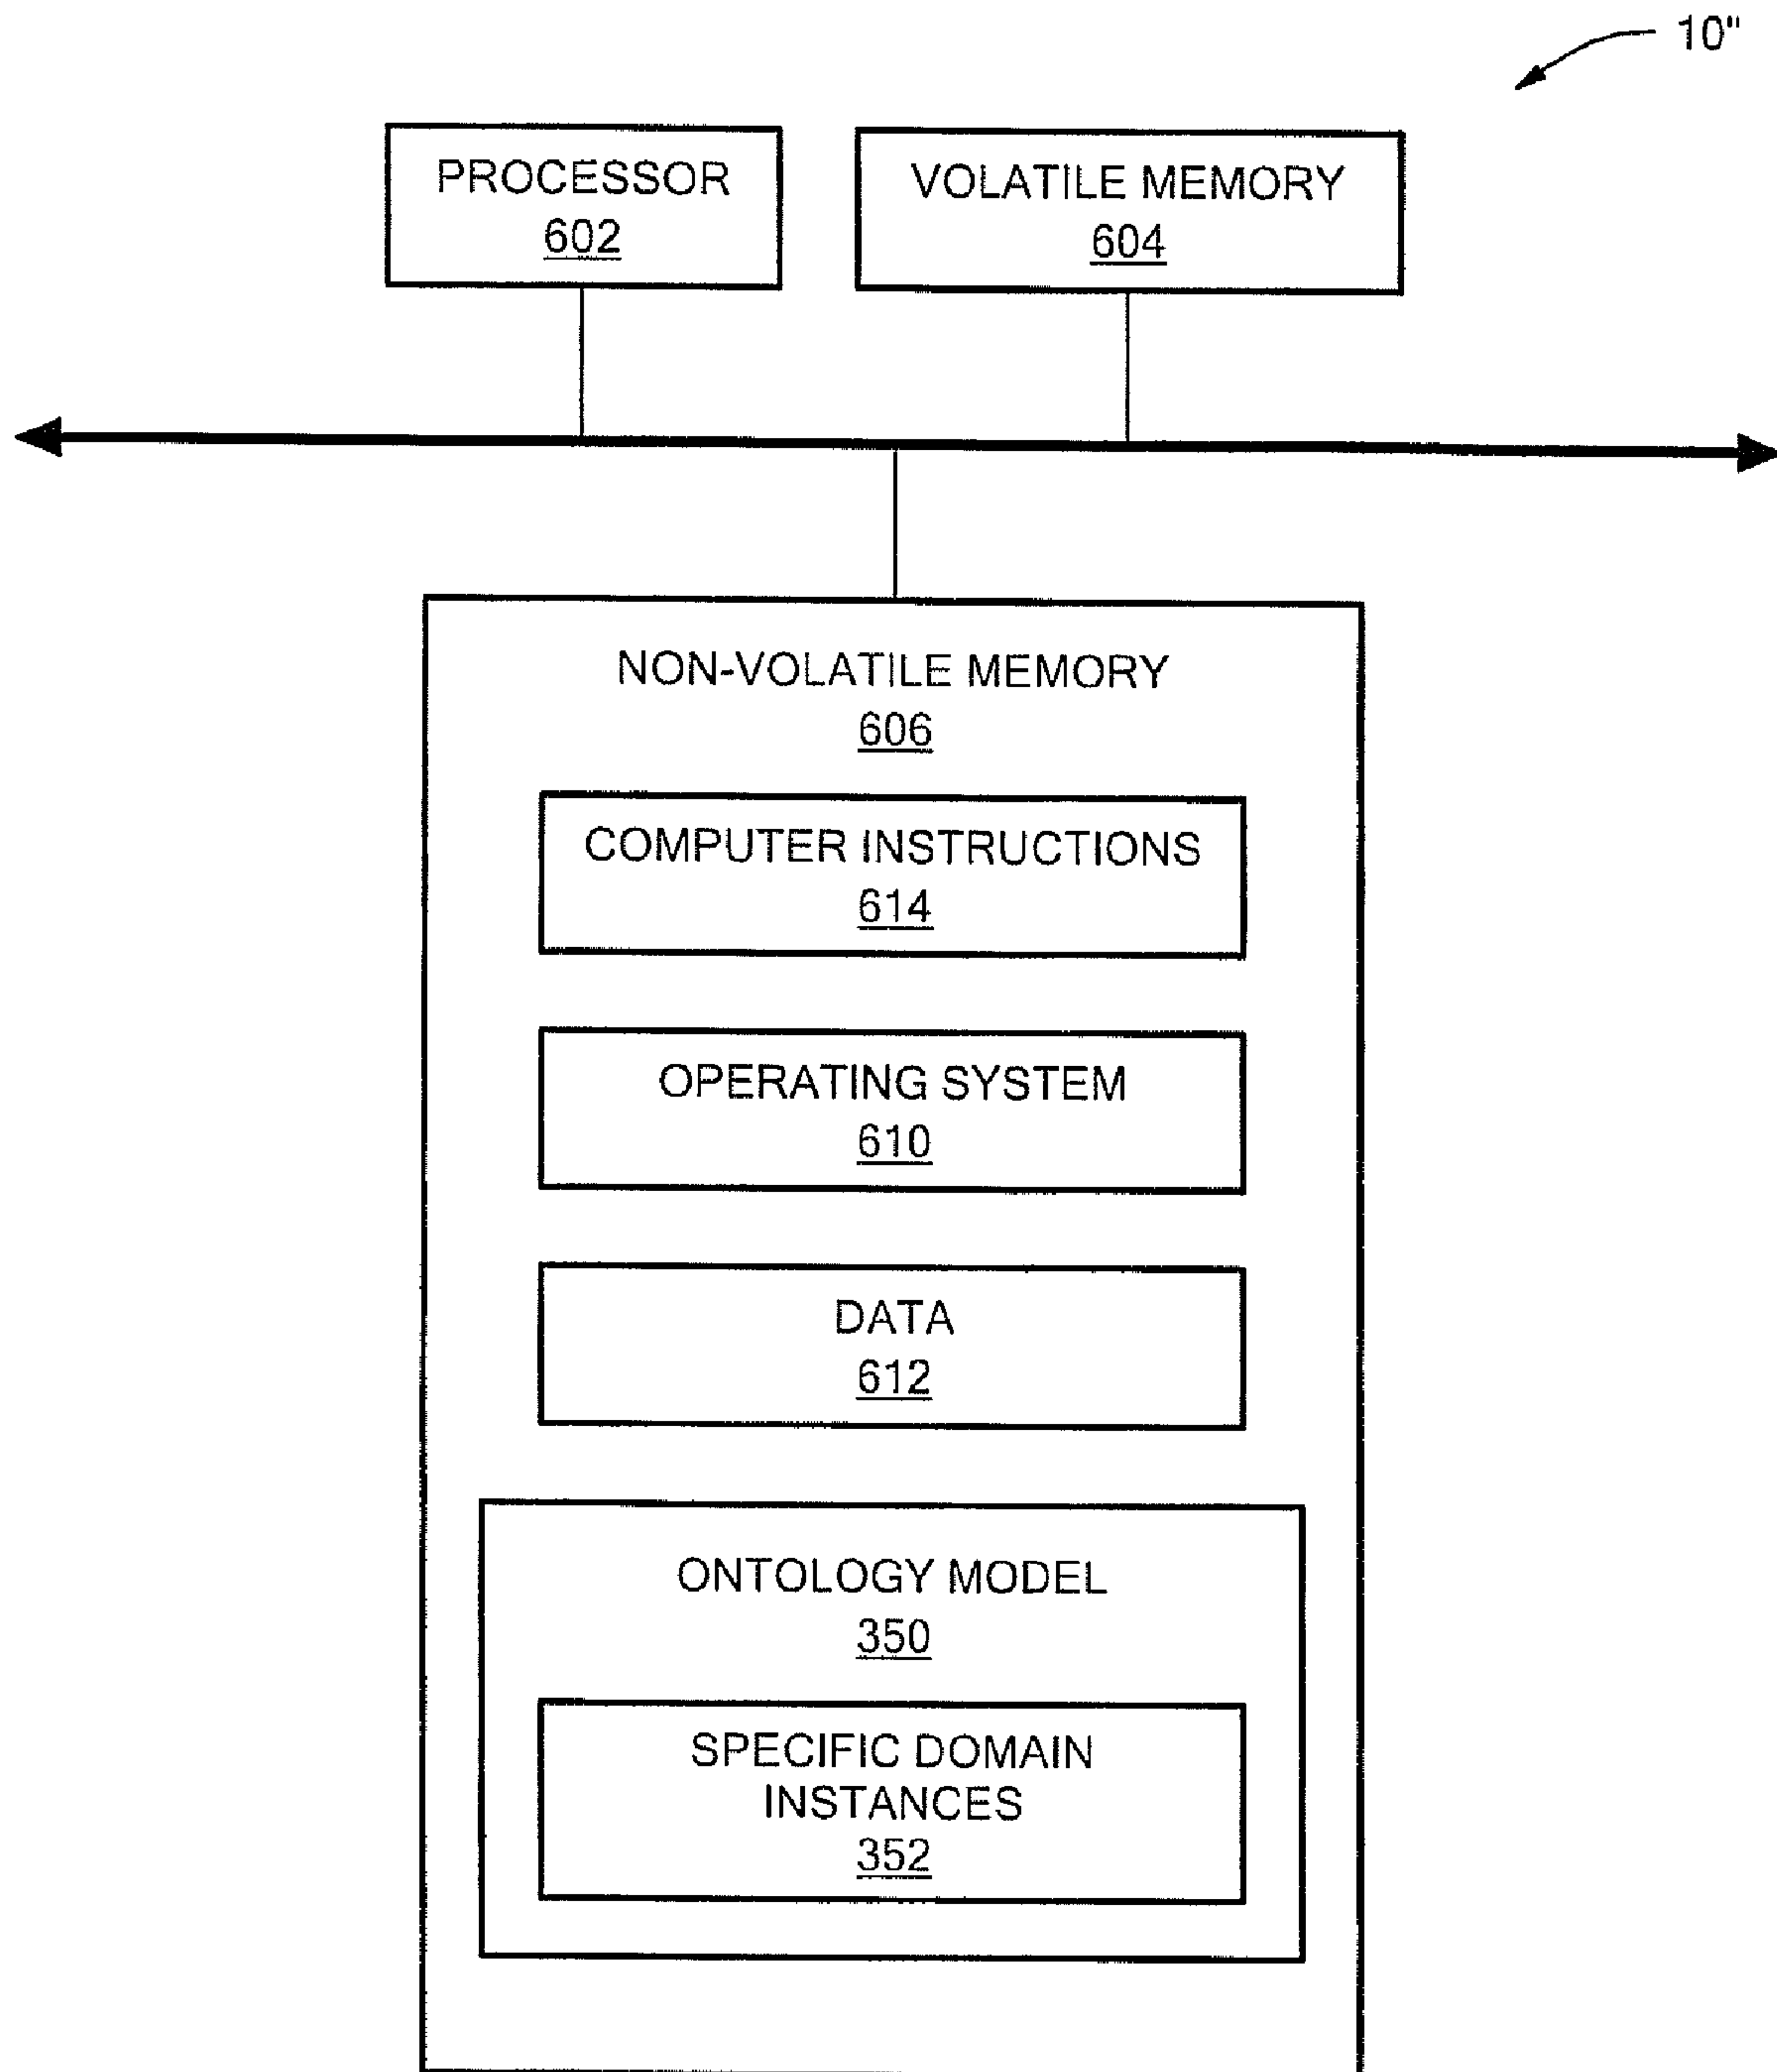 10"
PROCESSOR
602
VOLATILE MEMORY
604
NON-VOLATILE MEMORY
606
COMPUTER INSTRUCTIONS
614
OPERATING SYSTEM
610
DATA
612
ONTOLOGY MODEL
350
SPECIFIC DOMAIN
INSTANCES
352